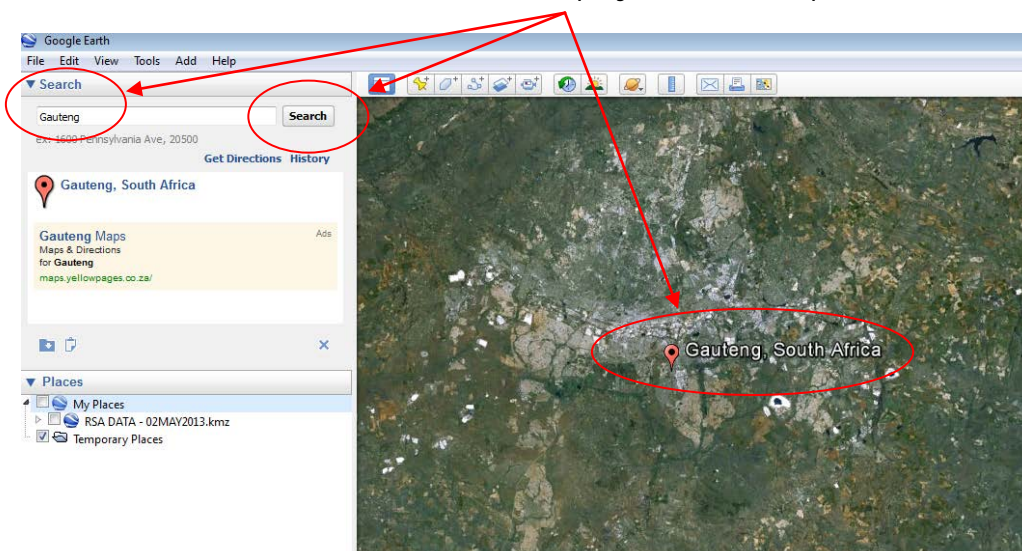 Google Earth
File Edit View Tools Add Help
Search
Gauteng
Search
ex: 1600 Pennsylvania Ave, 20500
Get Directions History
Gauteng, South Africa
Gauteng Maps
Ads
Maps & Directions
for Gauteng
maps.yellowpages.co.za/
Places
My Places
RSA DATA - 02MAY2013.kmz
Temporary Places
Gauteng, South Africa